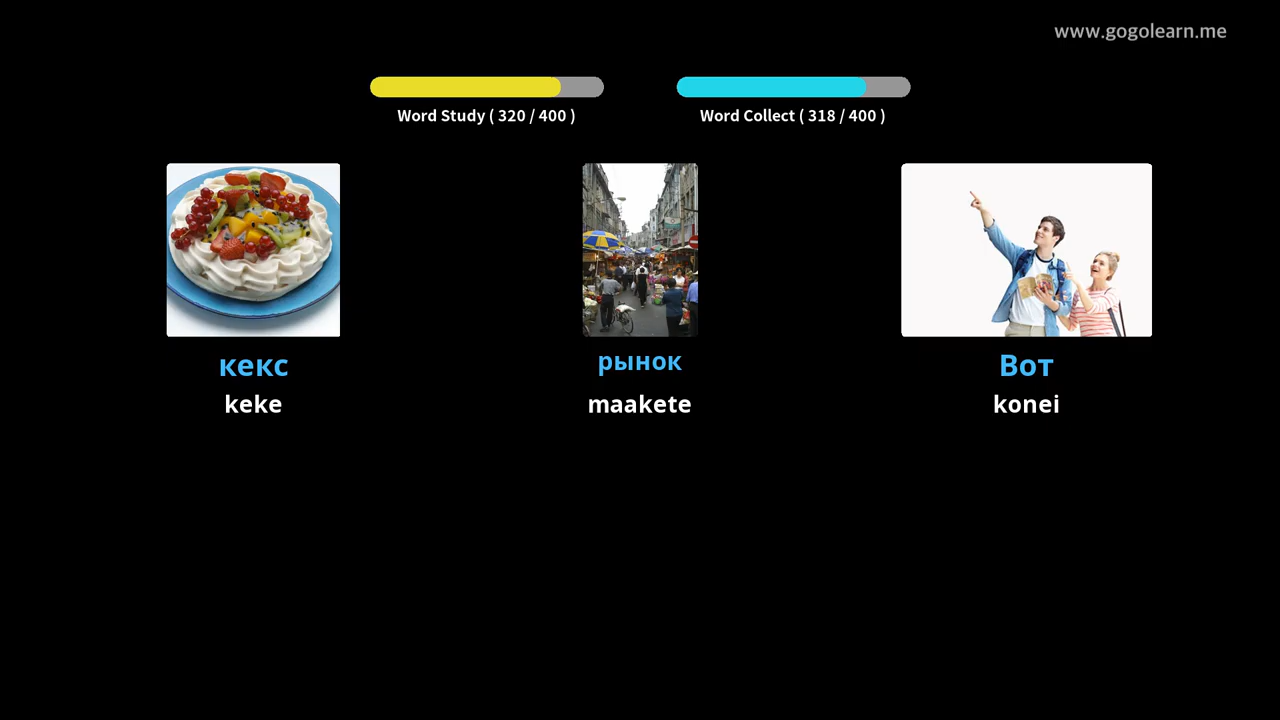 www.gogolearn.me
Word Study ( 320 / 400 )
Word Collect ( 318 / 400 )
кекс
рынок
Вот
keke
maakete
konei